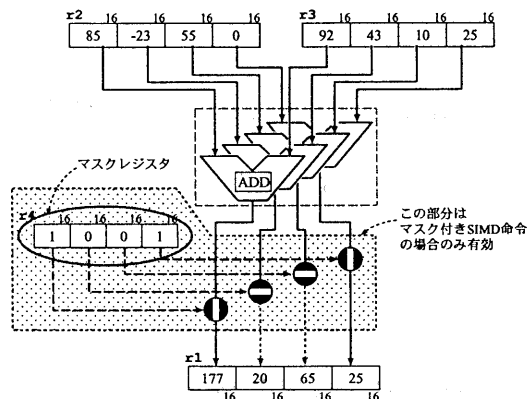 r2 16 16 16 16
85 -23 55 0
r3 16 16 16 16
92 43 10 25
ADD
マスクレジスタ
r4 16 16 16 16
1 0 0 1
この部分は
マスク付きSIMD命令
の場合のみ有効
r1
177 20 65 25
16 16 16 16